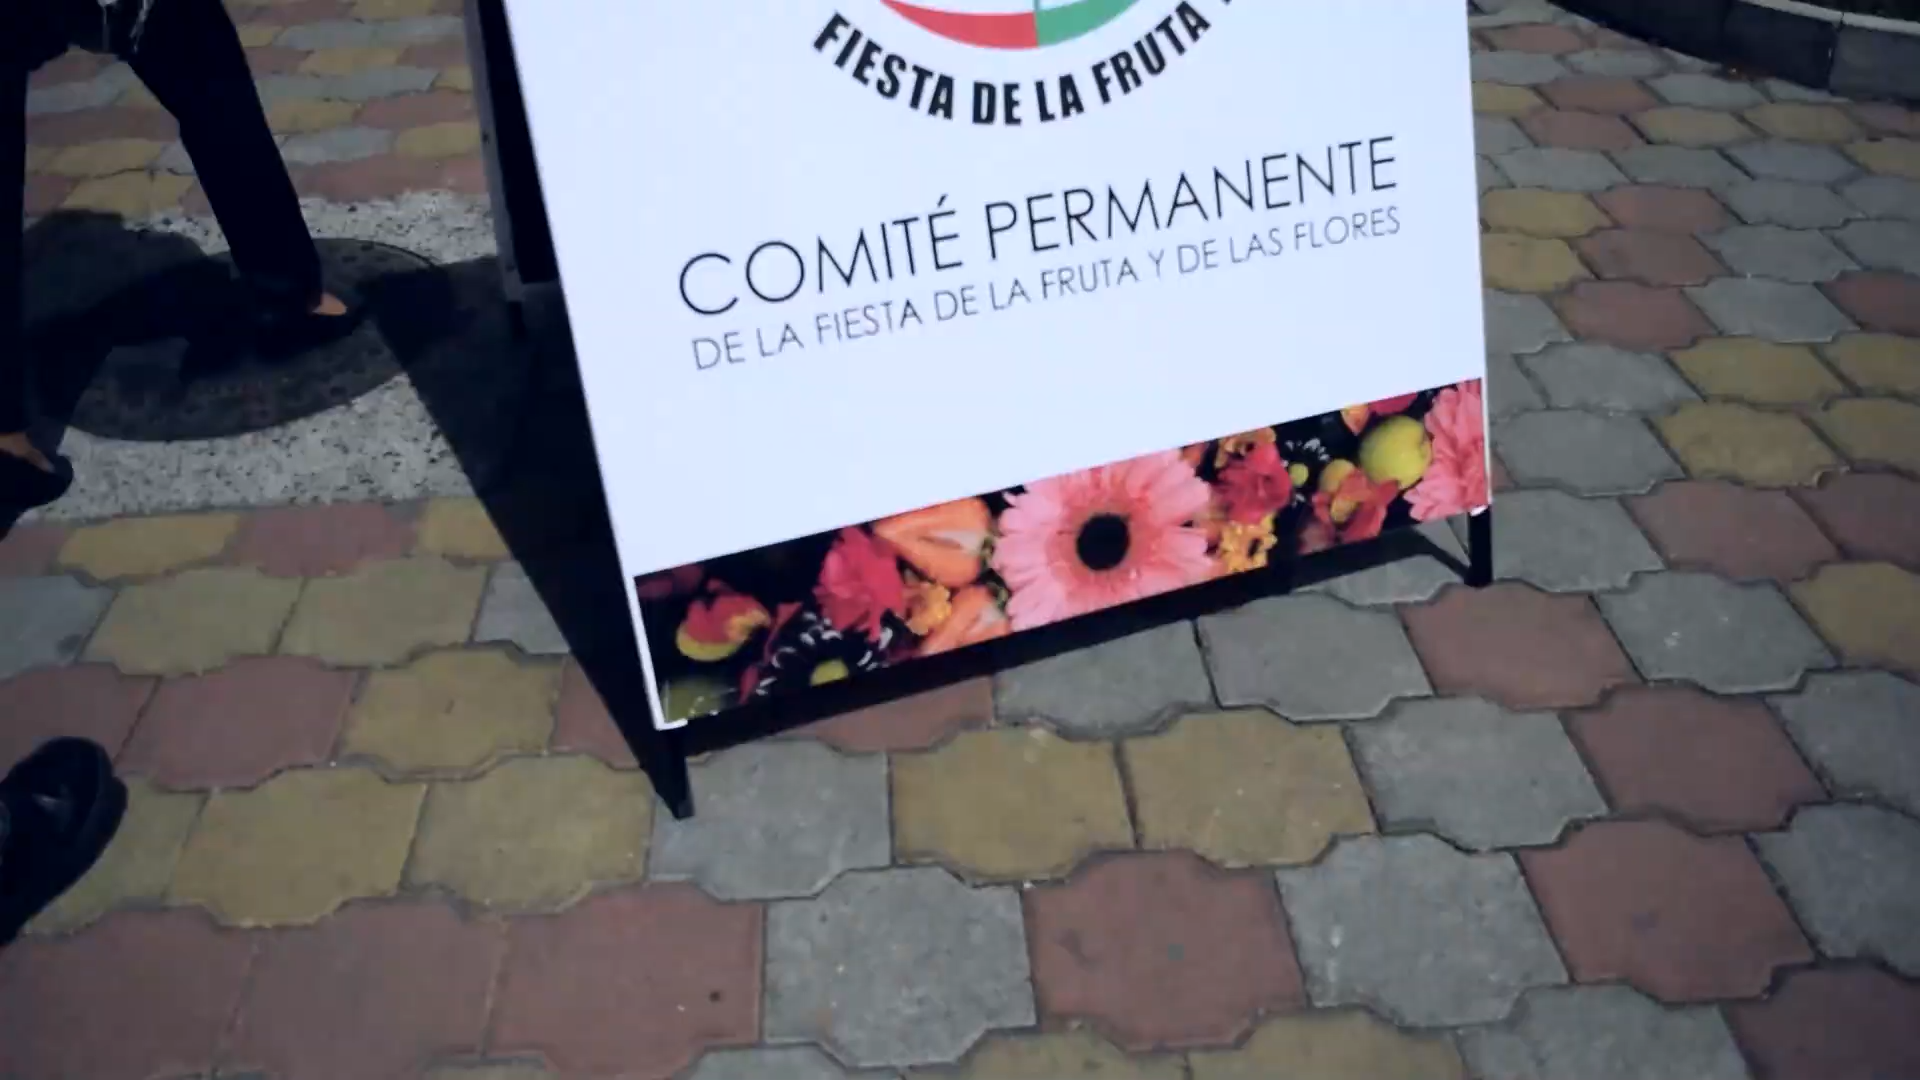 FIESTA DE LA FRUTA
COMITÉ PERMANENTE
DE LA FIESTA DE LA FRUTA Y DE LAS FLORES